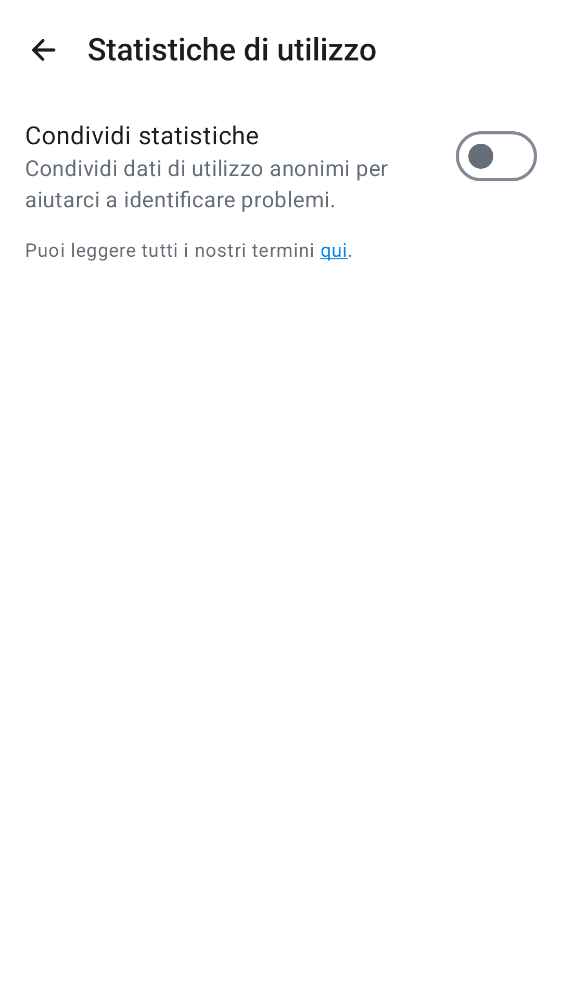 Statistiche di utilizzo
Condividi statistiche
Condividi dati di utilizzo anonimi per
aiutarci a identificare problemi.
Puoi leggere tutti i nostri termini qui.